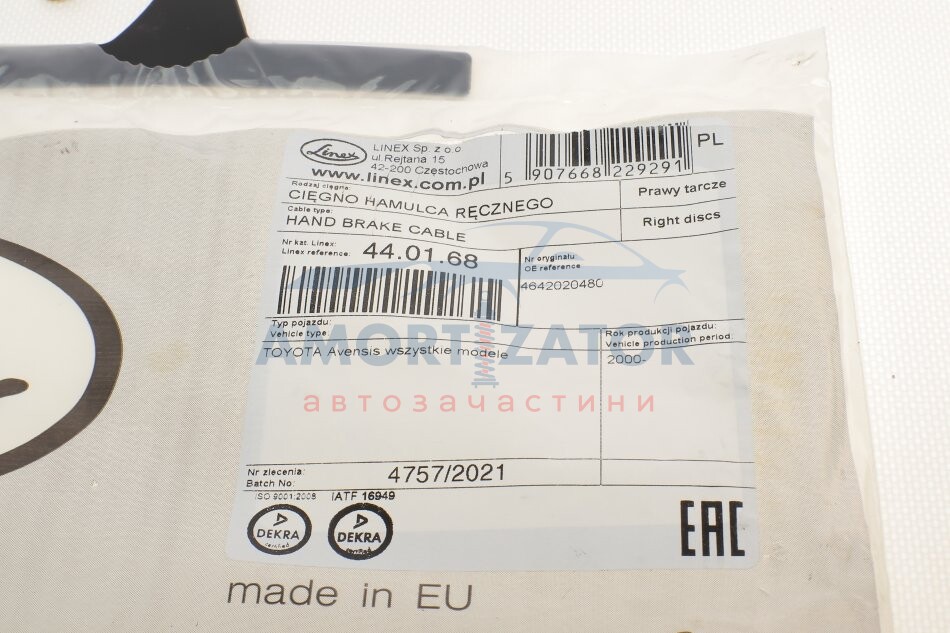 Linex
LINEX Sp. z o.o
ul.Rejtana 15
42-200 Częstochowa
www.linex.com.pl
5 907668 229291
PL
Rodzaj cięgna:
CIĘGNO HAMULCA RĘCZNEGO
Prawy tarcze
Cable type:
HAND BRAKE CABLE
Right discs
Nr kat. Linex:
Linex reference:
44.01.68
Nr oryginału
OE reference
4642020480
Typ pojazdu:
Vehicle type:
TOYOTA Avensis wszystkie modele
Rok produkcji pojazdu:
Vehicle production period:
2000-
AMORTIZATOR
автозачастини
Nr zlecenia:
Batch No:
4757/2021
ISO 9001:2008
IATF 16949
DEKRA
certified
DEKRA
certified
EAC
made in EU